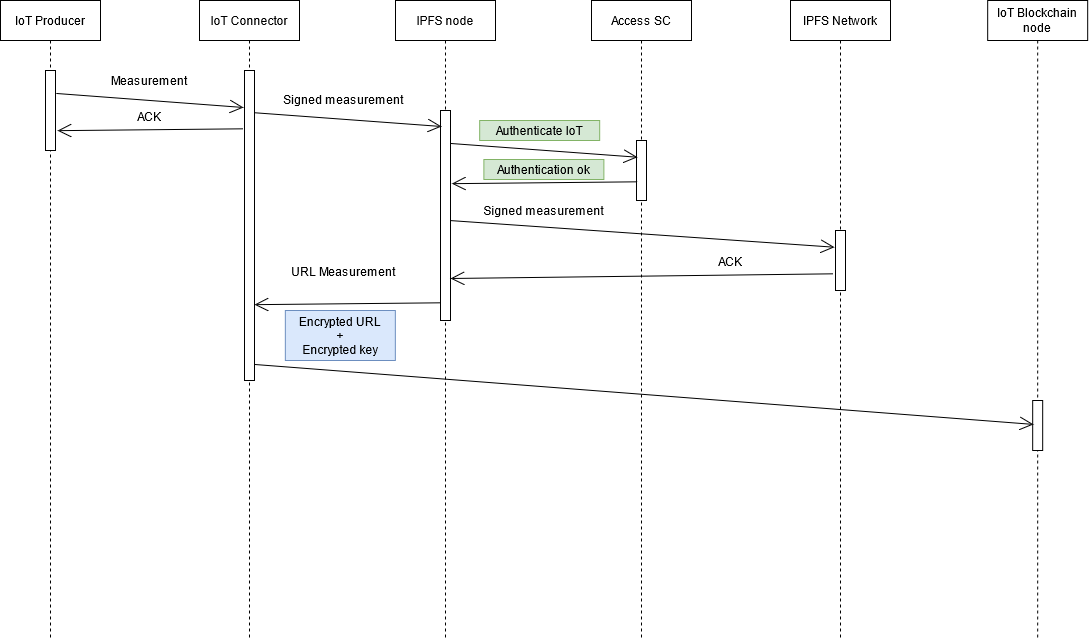 IoT Producer
IoT Connector
IPFS node
Access SC
IPFS Network
IoT Blockchain
node
Measurement
Signed measurement
ACK
Authenticate IoT
Authentication ok
Signed measurement
ACK
URL Measurement
Encrypted URL
+
Encrypted key